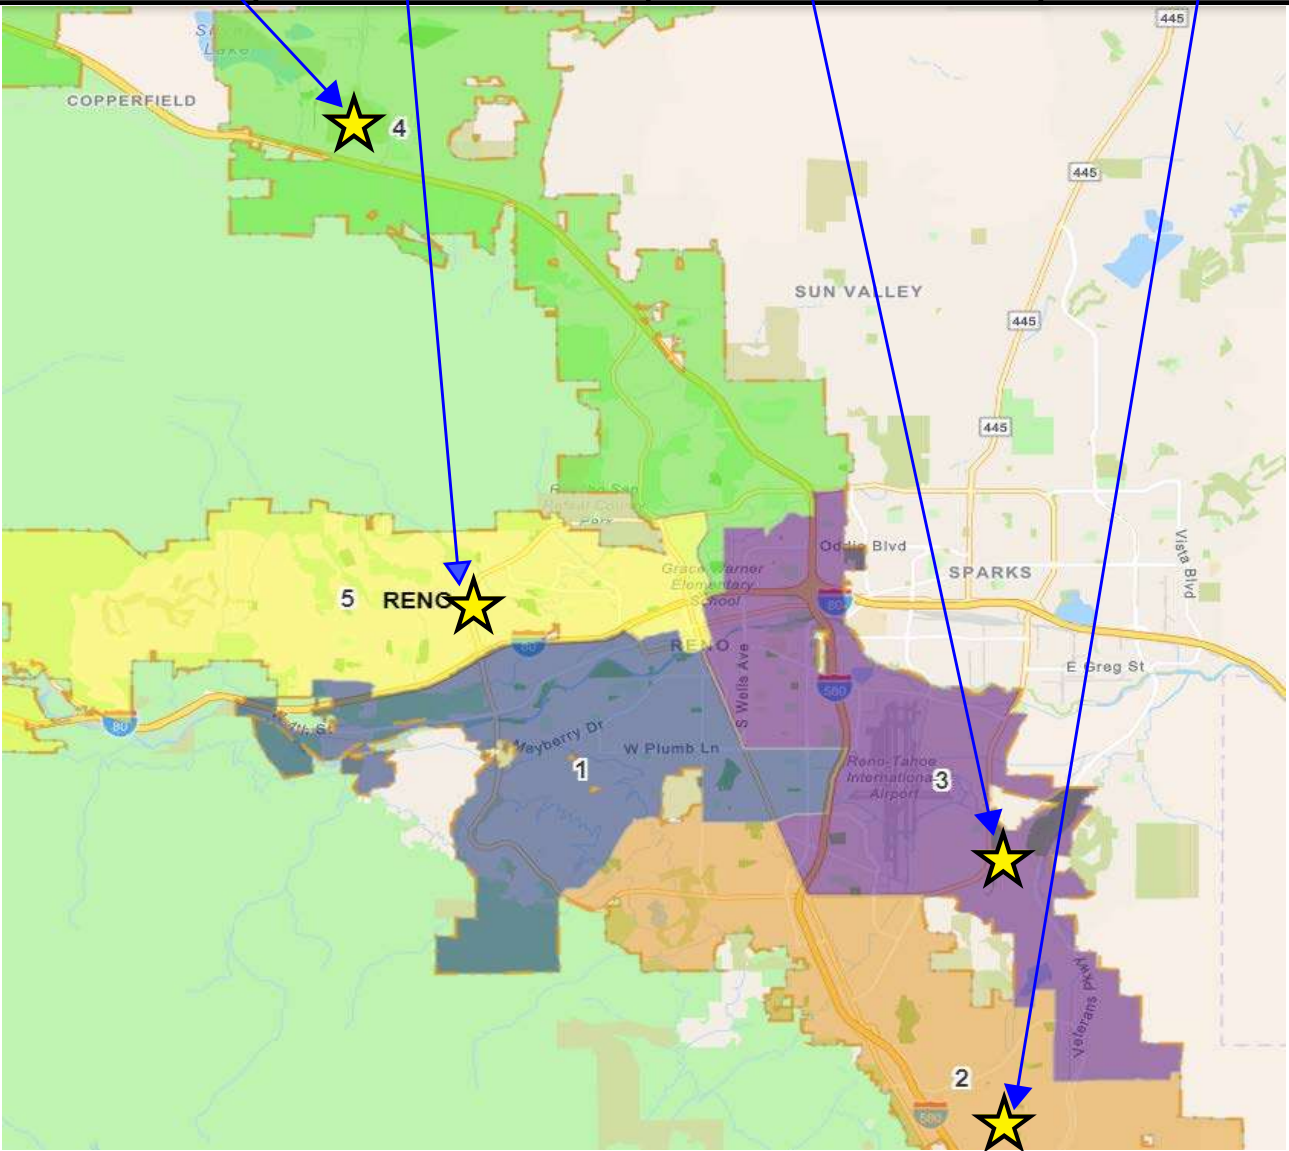 445
COPPERFIELD
4
445
SUN VALLEY
445
445
Oddie Blvd
Grace Warner
Elementary
School
SPARKS
Vista Blvd
5
RENO
80
80
RENO
E Greg St
S Wells Ave
580
80
W 4th St
Mayberry Dr
W Plumb Ln
1
Reno-Tahoe
International
Airport
3
Veterans Pkwy
2
580